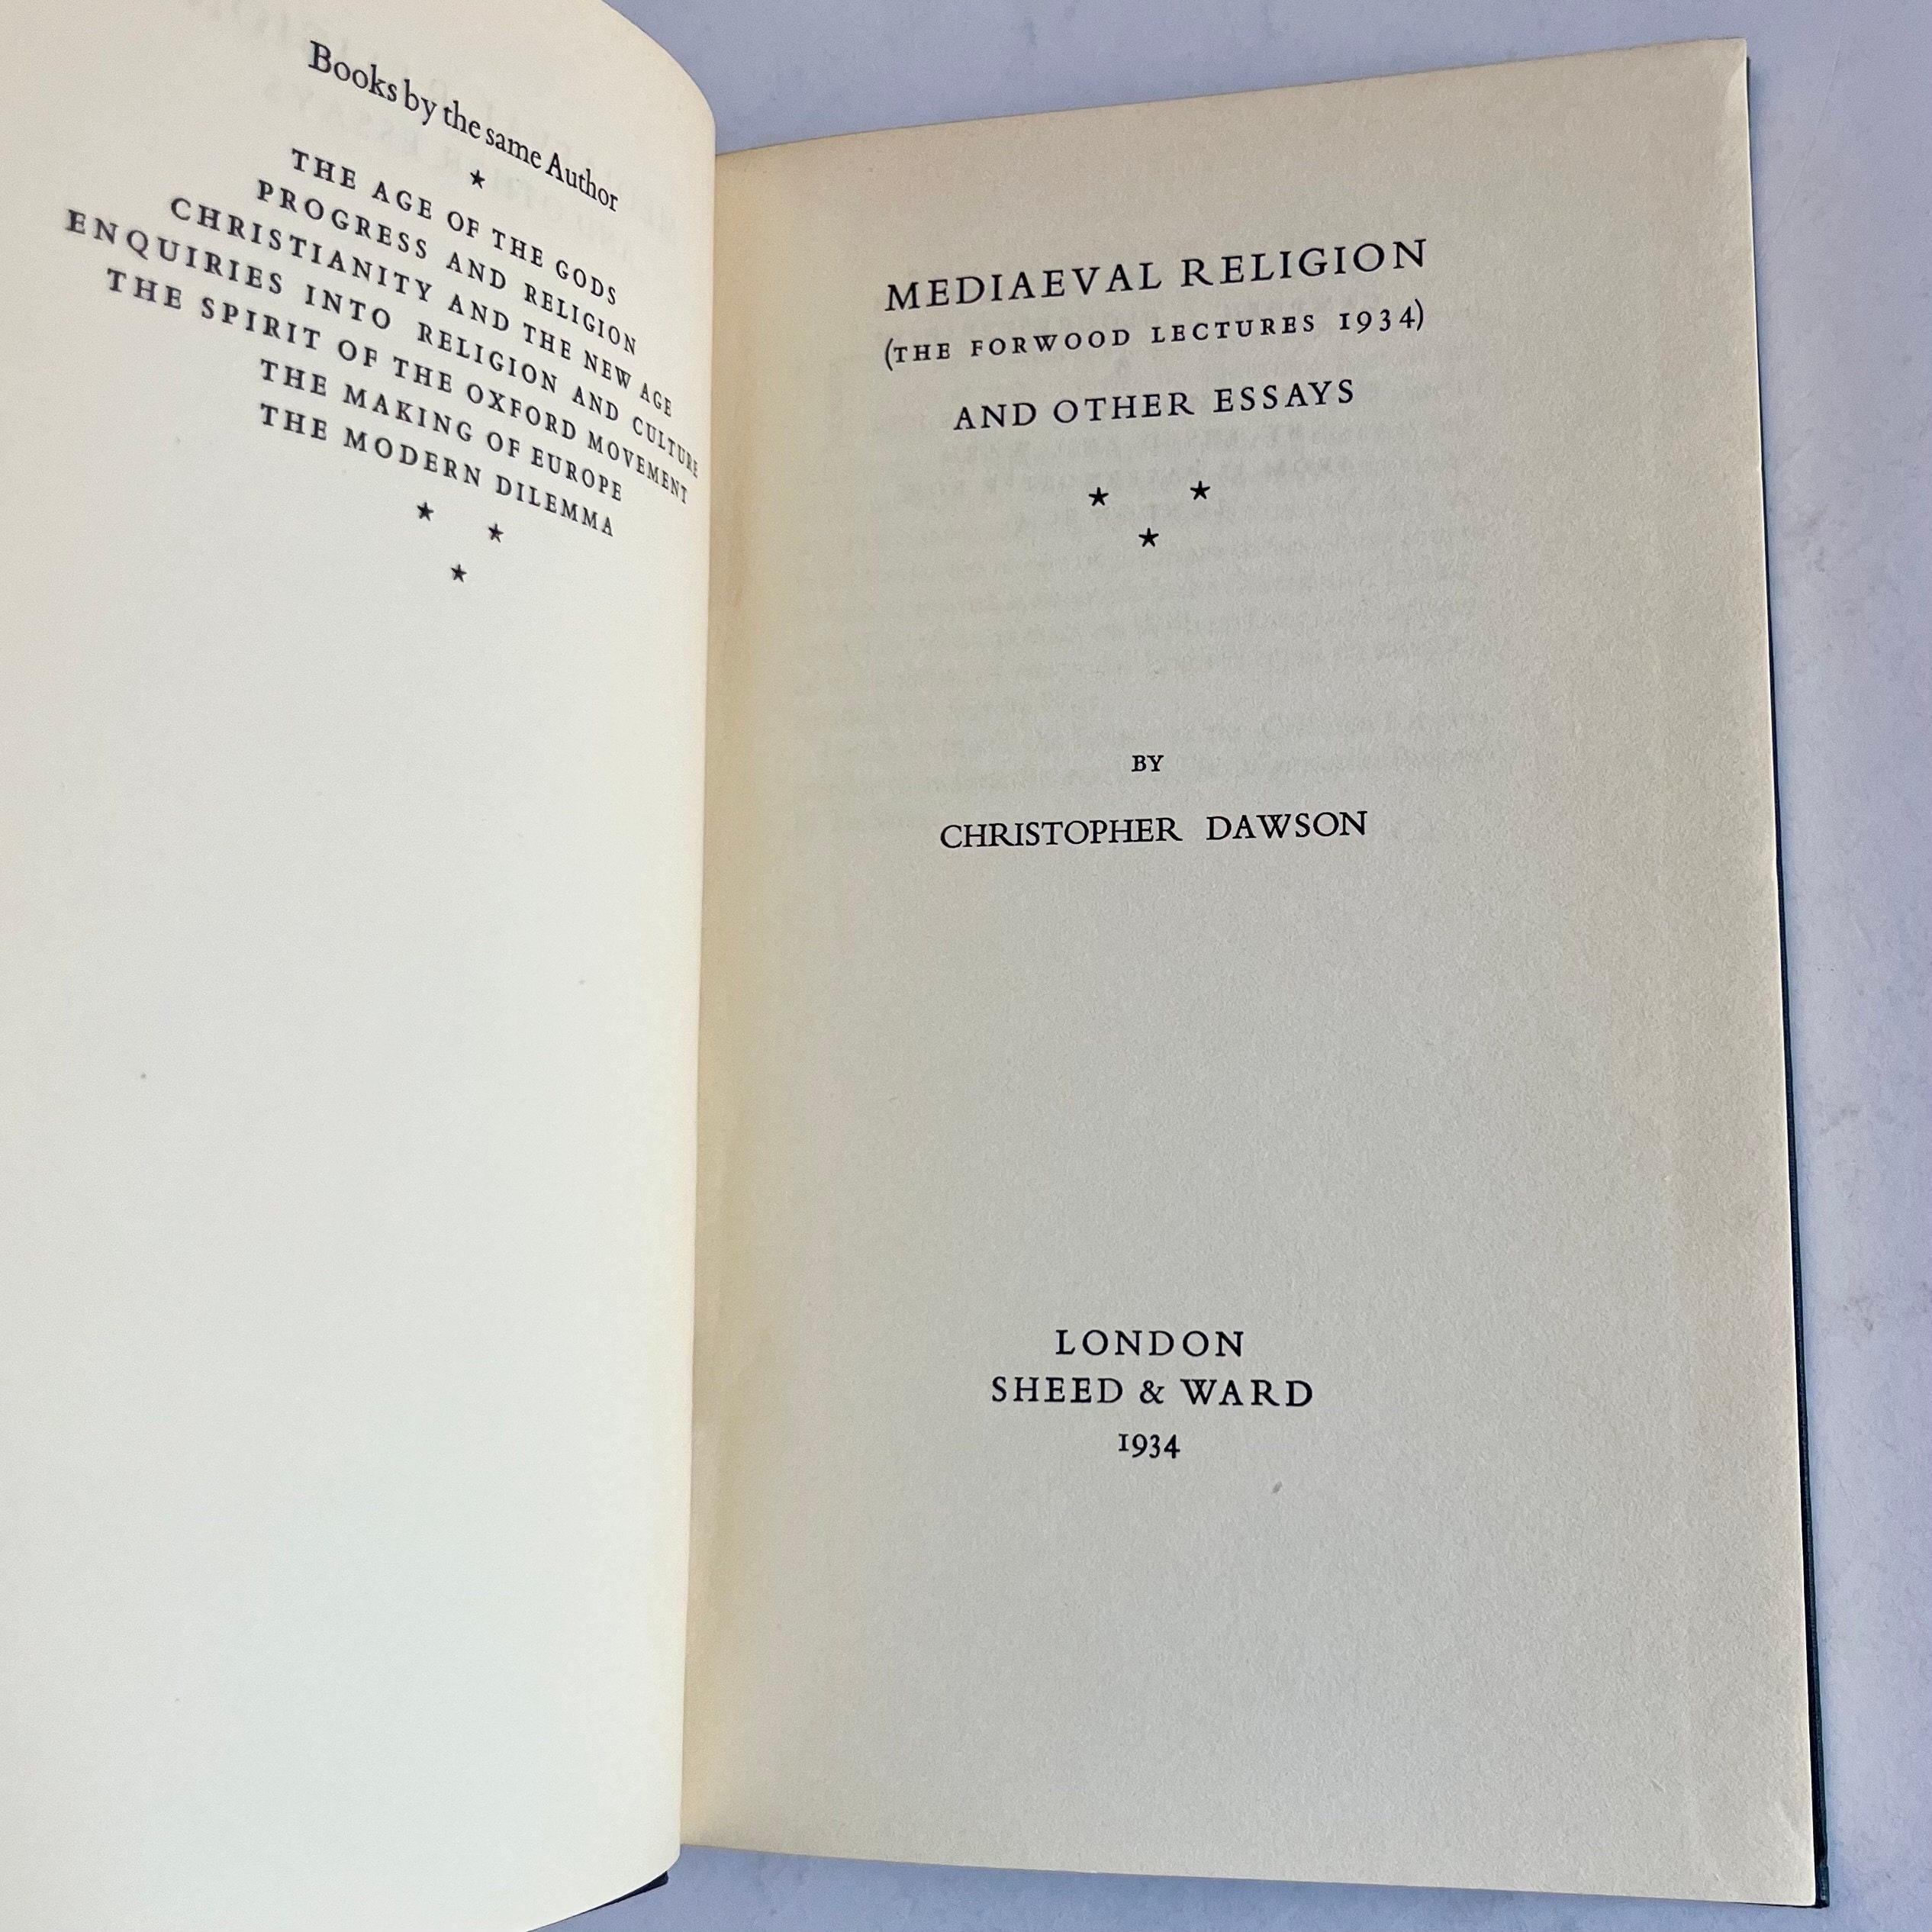 Books by the same Author
THE AGE OF THE GODS
PROGRESS AND RELIGION
CHRISTIANITY AND THE NEW AGE
ENQUIRIES INTO RELIGION AND CULTURE
THE SPIRIT OF THE OXFORD MOVEMENT
THE MAKING OF EUROPE
THE MODERN DILEMMA
MEDIAEVAL RELIGION
(THE FORWOOD LECTURES 1934)
AND OTHER ESSAYS
BY
CHRISTOPHER DAWSON
LONDON
SHEED & WARD
1934